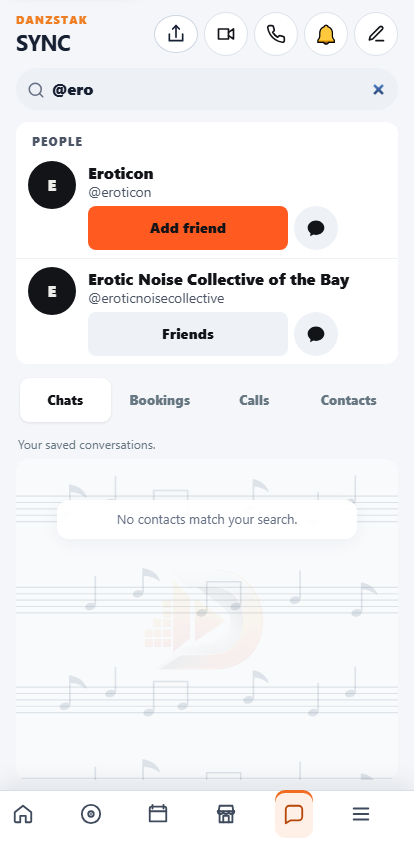 DANZSTAK
SYNC
@ero
PEOPLE
E
Eroticon
@eroticon
Add friend
E
Erotic Noise Collective of the Bay
@eroticnoisecollective
Friends
Chats Bookings Calls Contacts
Your saved conversations.
No contacts match your search.